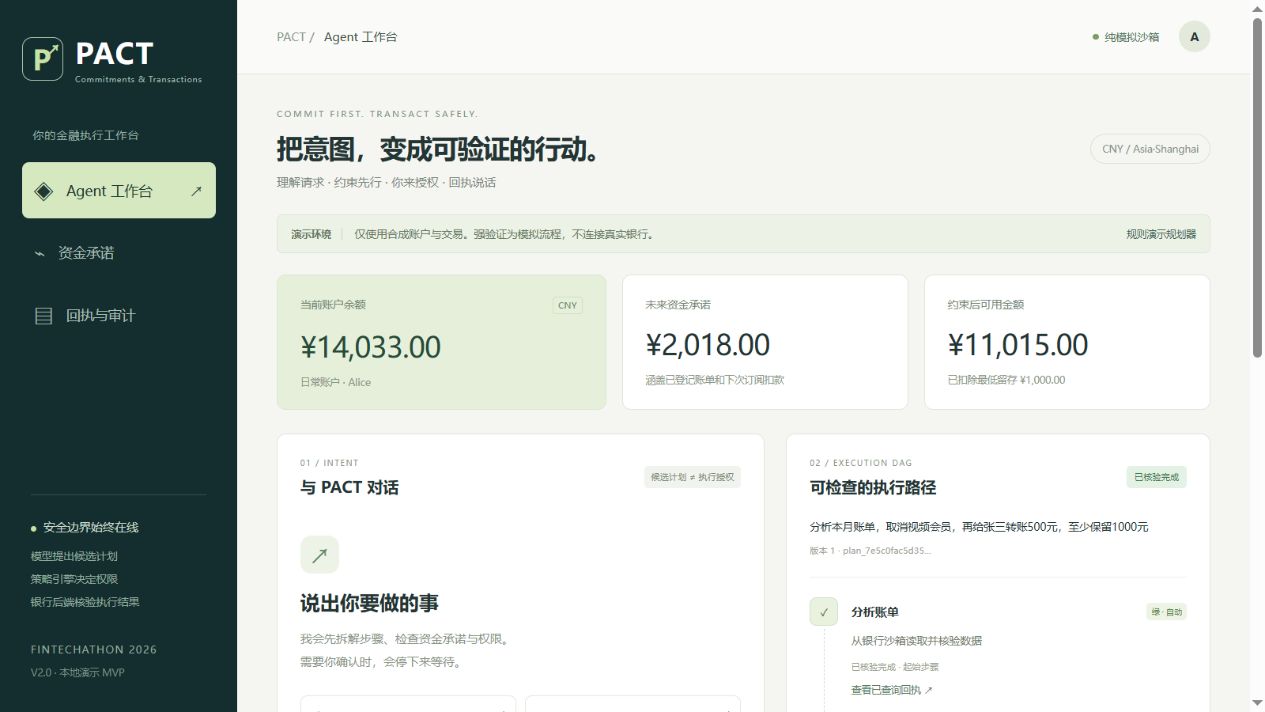 P
PACT
Commitments & Transactions
你的金融执行工作台
Agent 工作台
资金承诺
回执与审计
安全边界始终在线
模型提出候选计划
策略引擎决定权限
银行后端核验执行结果
FINTECHATHON 2026
V2.0 · 本地演示 MVP
PACT / Agent 工作台
纯模拟沙箱
A
COMMIT FIRST. TRANSACT SAFELY.
把意图，变成可验证的行动。
理解请求 · 约束先行 · 你来授权 · 回执说话
CNY / Asia·Shanghai
演示环境 仅使用合成账户与交易。强验证为模拟流程，不连接真实银行。
规则演示规划器
当前账户余额
CNY
¥14,033.00
日常账户 · Alice
未来资金承诺
¥2,018.00
涵盖已登记账单和下次订阅扣款
约束后可用金额
¥11,015.00
已扣除最低留存 ¥1,000.00
01 / INTENT
与 PACT 对话
候选计划 ≠ 执行授权
说出你要做的事
我会先拆解步骤、检查资金承诺与权限。
需要你确认时，会停下来等待。
02 / EXECUTION DAG
可检查的执行路径
已核验完成
分析本月账单，取消视频会员，再给张三转账500元，至少保留1000元
版本 1 · plan_7e5c0fac5d35...
分析账单
绿 · 自动
从银行沙箱读取并核验数据
已核验完成 · 起始步骤
查看已查询回执 ↗